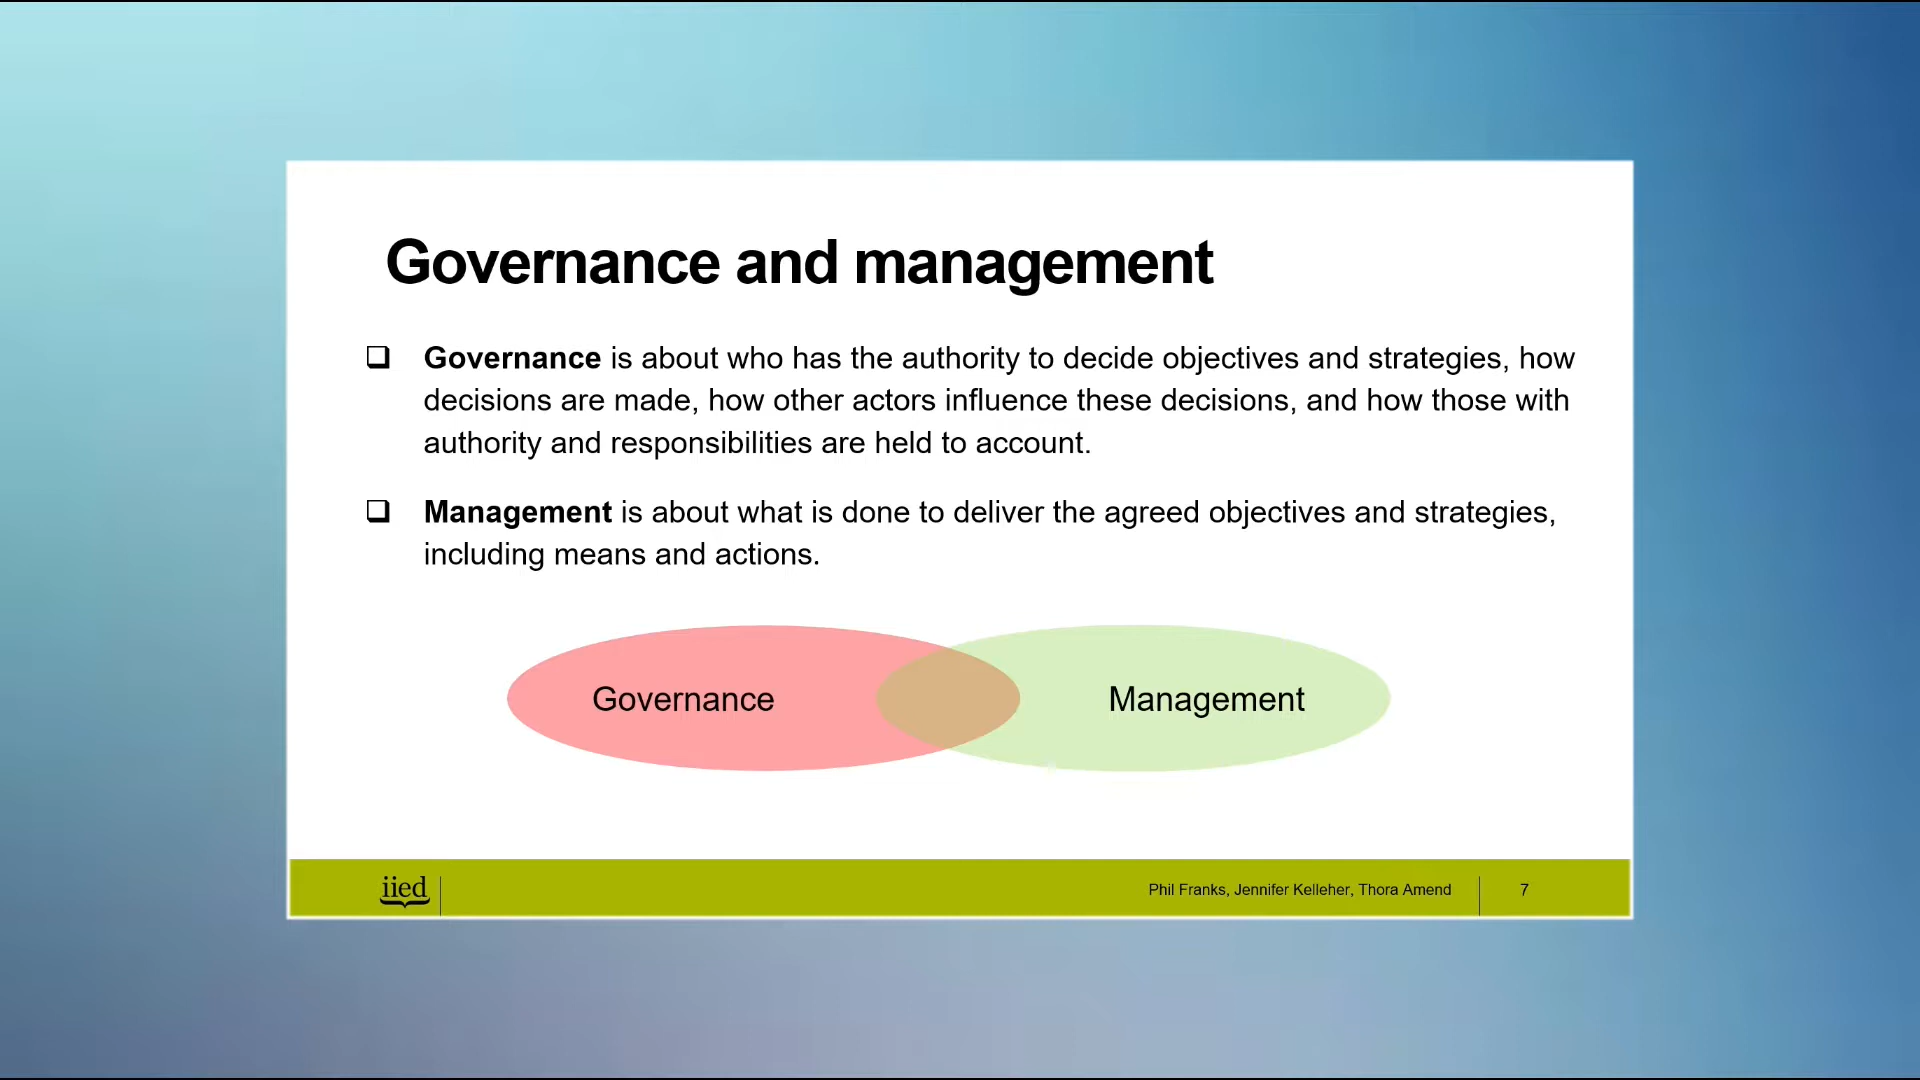 Governance and management
Governance is about who has the authority to decide objectives and strategies, how
decisions are made, how other actors influence these decisions, and how those with
authority and responsibilities are held to account.
Management is about what is done to deliver the agreed objectives and strategies,
including means and actions.
Governance
Management
iied
Phil Franks, Jennifer Kelleher, Thora Amend
7